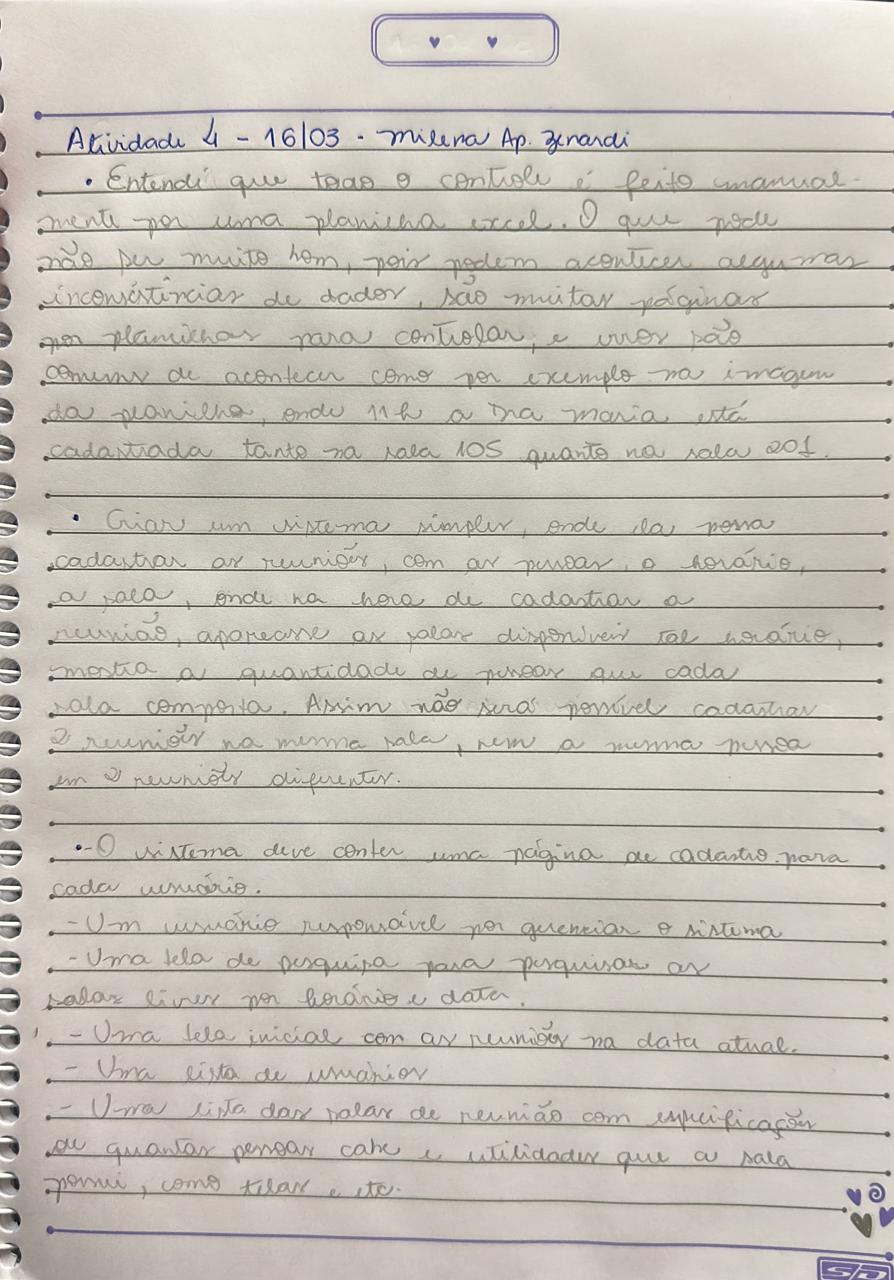 Atividade 4 - 16/03 - Milena Ap. Zenardi
• Entendi que todo o controle é feito manual-
mente por uma planilha excel. O que pode
não ser muito bom, pois podem acontecer algumas
inconsistências de dados, são muitas páginas
por planilhas para controlar, e erros são
comuns de acontecer como por exemplo na imagem
da planilha, onde 11h a Dra maria está
cadastrada tanto na sala 105 quanto na sala 201.
• Criar um sistema simples, onde ela possa
cadastrar as reuniões, com as pessoas, o horário,
a sala, onde na hora de cadastrar a
reunião, aparecesse as salas disponíveis tal horário,
mostra a quantidade de pessoas que cada
sala comporta. Assim não será possível cadastrar
2 reuniões na mesma sala, nem a mesma pessoa
em 2 reuniões diferentes.
•- O sistema deve conter uma página de cadastro para
cada usuário.
- Um usuário responsável por gerenciar o sistema
- Uma tela de pesquisa para pesquisar as
salas livres por horário e data.
- Uma tela inicial com as reuniões na data atual.
- Uma lista de usuários
- Uma lista das salas de reunião com especificações
de quantas pessoas cabe e utilidades que a sala
possui, como telas e etc.